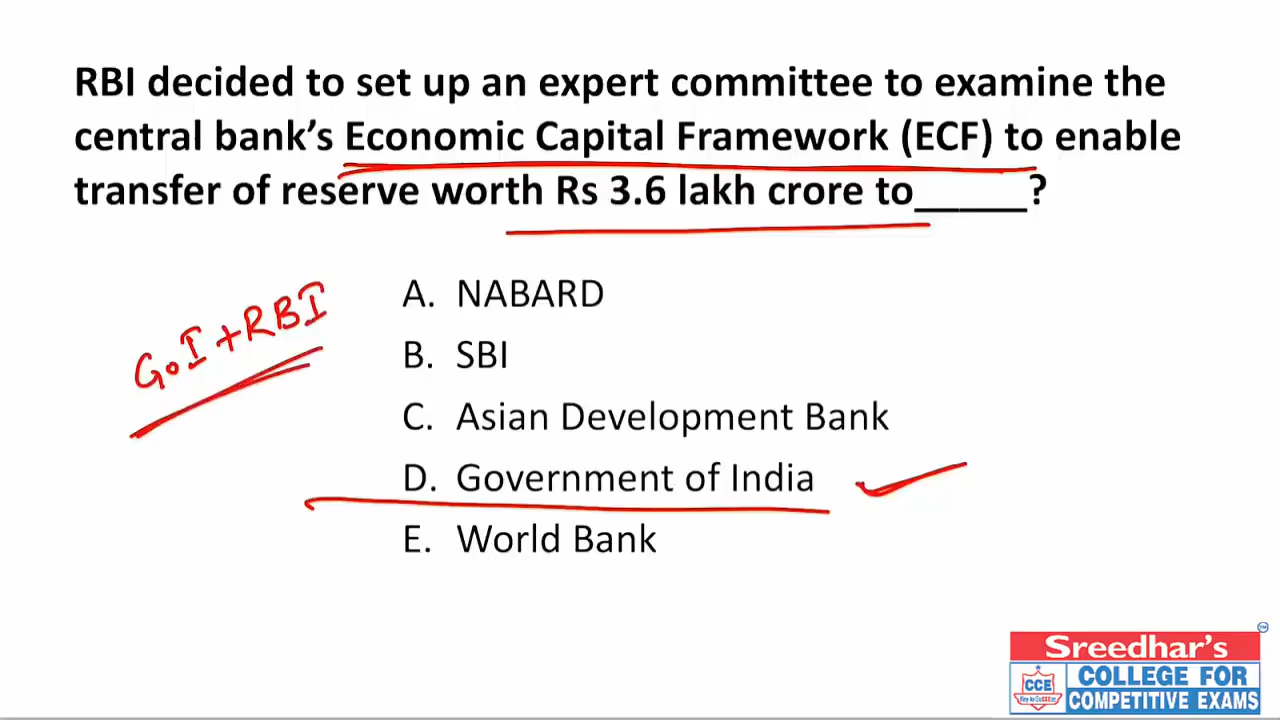 RBI decided to set up an expert committee to examine the
central bank’s Economic Capital Framework (ECF) to enable
transfer of reserve worth Rs 3.6 lakh crore to_____?
GoI+RBI
A. NABARD
B. SBI
C. Asian Development Bank
D. Government of India
E. World Bank
TM
Sreedhar's
CCE
COLLEGE FOR
COMPETITIVE EXAMS